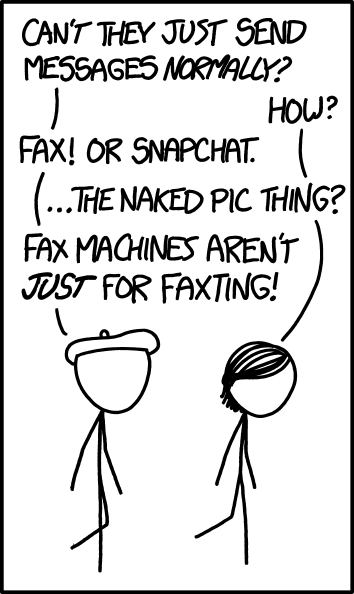 CAN'T THEY JUST SEND
MESSAGES NORMALLY?
HOW?
FAX! OR SNAPCHAT.
...THE NAKED PIC THING?
FAX MACHINES AREN'T
JUST FOR FAXTING!